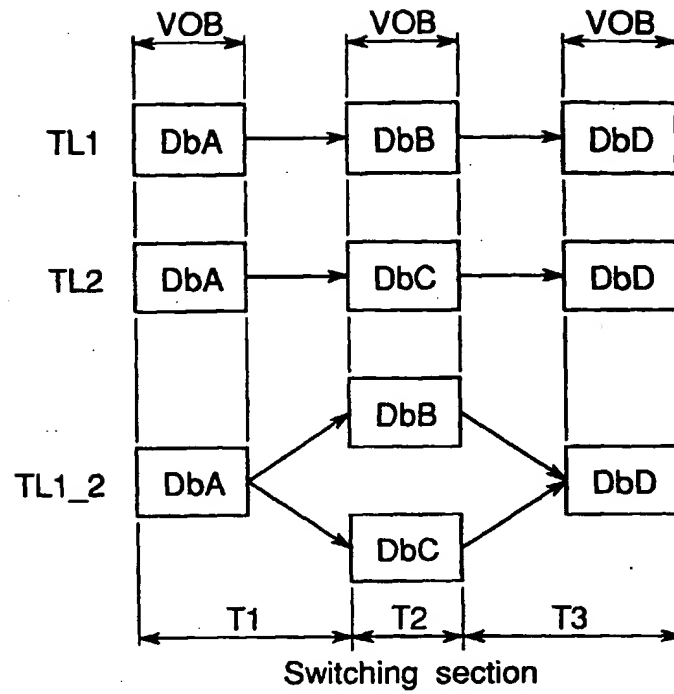 VOB VOB VOB
TL1 DbA DbB DbD
TL2 DbA DbC DbD
DbB
TL1_2 DbA DbD
DbC
T1 T2 T3
Switching section